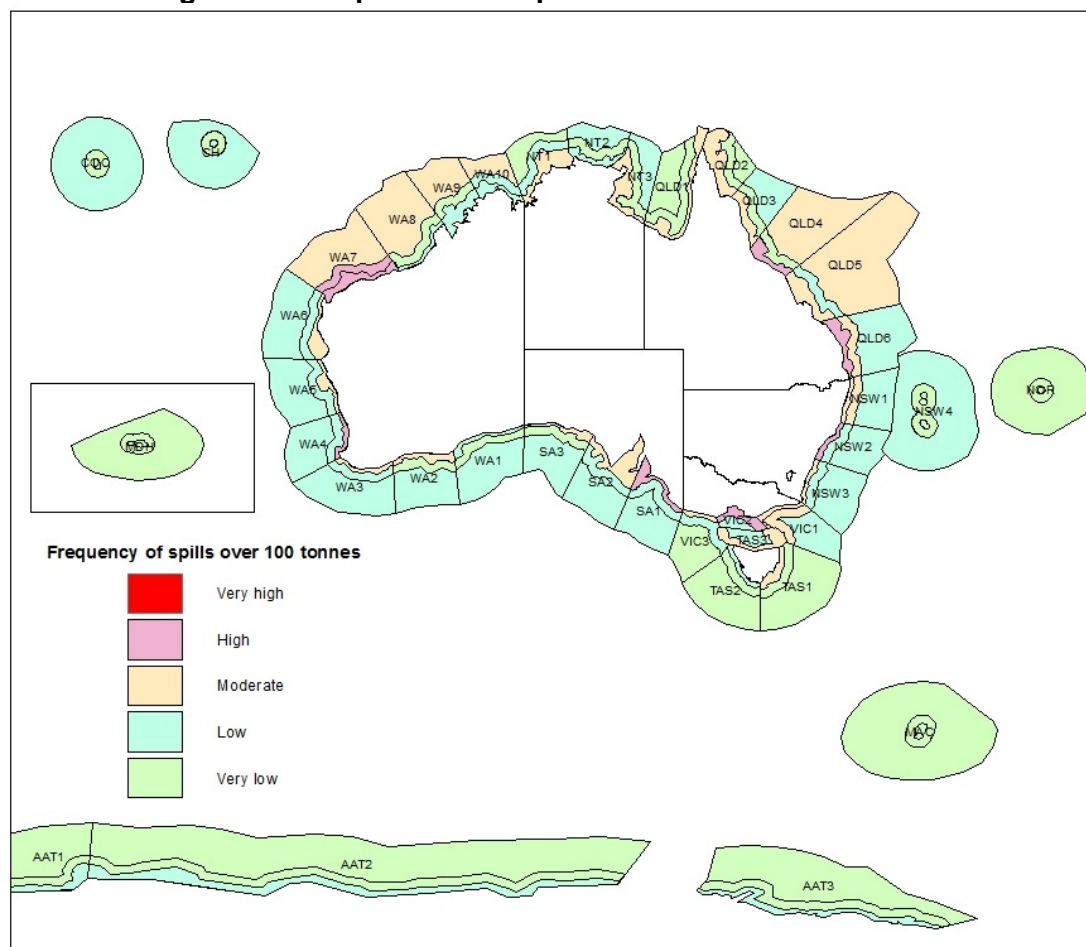 COC
CH
NT2
NT1
WA10
WA9
WA8
WA7
WA6
WA5
WA4
WA3
WA2
WA1
SA3
SA2
SA1
NT3
QLD1
QLD2
QLD3
QLD4
QLD5
QLD6
NSW1
NSW4
NOR
NSW2
NSW3
VIC1
VIC2
TAS3
VIC3
TAS2
TAS1
Frequency of spills over 100 tonnes
Very high
High
Moderate
Low
Very low
MAC
AAT1
AAT2
AAT3